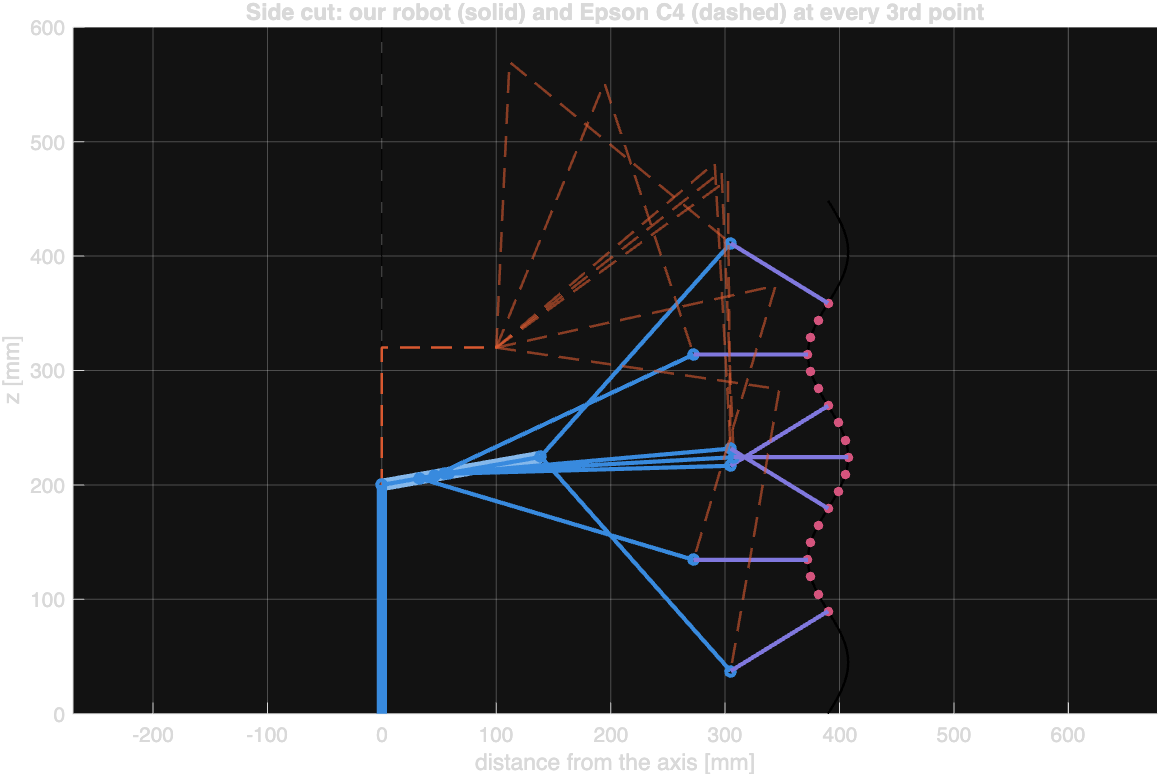 Side cut: our robot (solid) and Epson C4 (dashed) at every 3rd point
600
500
400
300
200
100
0
z [mm]
-200 -100 0 100 200 300 400 500 600
distance from the axis [mm]